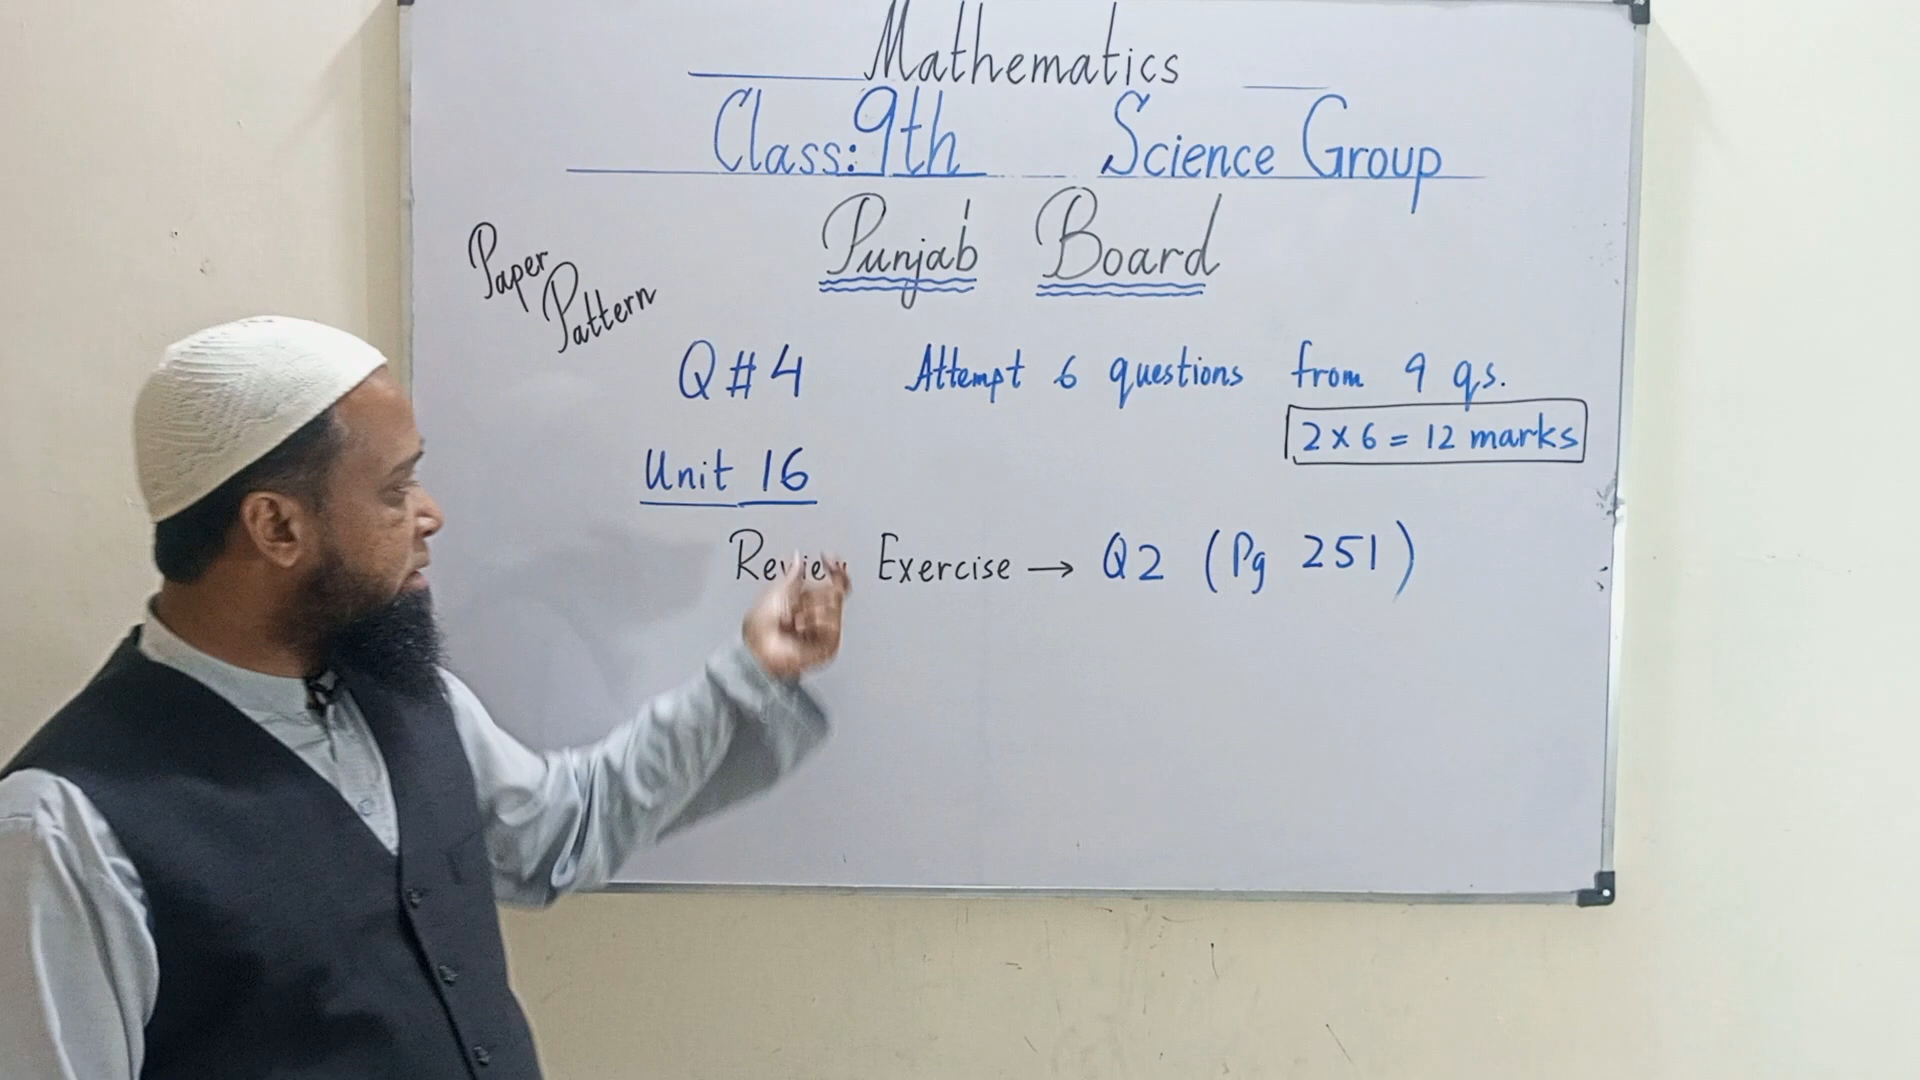 Mathematics
Class: 9th Science Group
Punjab Board
Paper
Pattern
Q # 4 Attempt 6 questions from 9 qs.
2 x 6 = 12 marks
Unit 16
Review Exercise → Q2 (Pg 251)